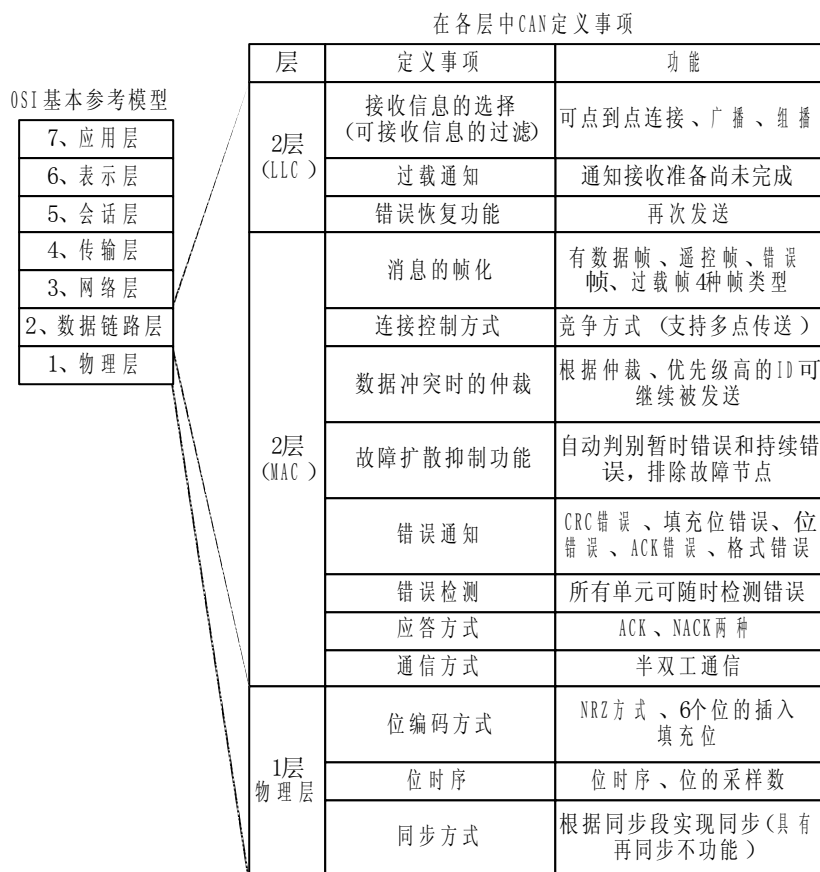 在各层中CAN定义事项
OSI基本参考模型
7、应用层
6、表示层
5、会话层
4、传输层
3、网络层
2、数据链路层
1、物理层
层 定义事项 功能
2层
(LLC)
接收信息的选择
(可接收信息的过滤)
可点到点连接、广播、组播
过载通知 通知接收准备尚未完成
错误恢复功能 再次发送
2层
(MAC)
消息的帧化
有数据帧、遥控帧、错误
帧、过载帧4种帧类型
连接控制方式 竞争方式(支持多点传送)
数据冲突时的仲裁
根据仲裁、优先级高的ID可
继续被发送
故障扩散抑制功能
自动判别暂时错误和持续错
误，排除故障节点
错误通知
CRC错误、填充位错误、位
错误、ACK错误、格式错误
错误检测 所有单元可随时检测错误
应答方式 ACK、NACK两种
通信方式 半双工通信
1层
物理层
位编码方式
NRZ方式、6个位的插入
填充位
位时序 位时序、位的采样数
同步方式
根据同步段实现同步(具有
再同步不功能)